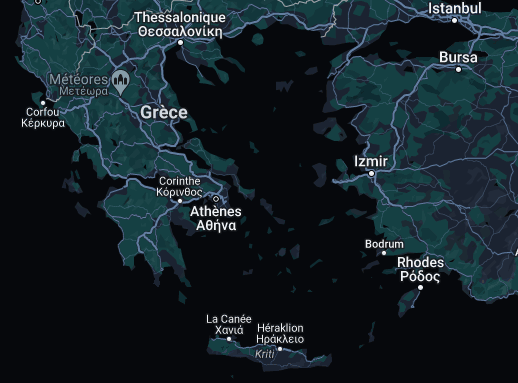 Thessalonique
Θεσσαλονίκη
Istanbul
Bursa
Météores
Μετέωρα
Corfou
Κέρκυρα
Grèce
Izmir
Corinthe
Κόρινθος
Athènes
Αθήνα
Bodrum
Rhodes
Ρόδος
La Canée
Χανιά
Héraklion
Ηράκλειο
Kriti